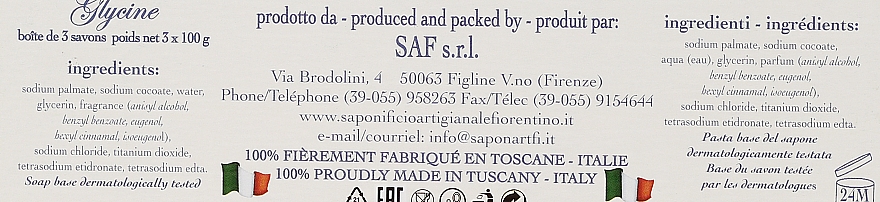 Glycine
boîte de 3 savons poids net 3 x 100 g
ingredients:
sodium palmate, sodium cocoate, water,
glycerin, fragrance (anisyl alcohol,
benzyl benzoate, eugenol,
hexyl cinnamal, isoeugenol),
sodium chloride, titanium dioxide,
tetrasodium etidronate, tetrasodium edta.
Soap base dermatologically tested
prodotto da - produced and packed by - produit par:
SAF s.r.l.
Via Brodolini, 4 50063 Figline V.no (Firenze)
Phone/Teléphone (39-055) 958263 Fax/Télec (39-055) 9154644
www.saponificioartigianalefiorentino.it
e-mail/courriel: info@saponartfi.it
100% FIÈREMENT FABRIQUÉ EN TOSCANE - ITALIE
100% PROUDLY MADE IN TUSCANY - ITALY
21 EAC
ingredienti - ingrédients:
sodium palmate, sodium cocoate,
aqua (eau), glycerin, parfum (anisyl alcohol,
benzyl benzoate, eugenol,
hexyl cinnamal, isoeugenol),
sodium chloride, titanium dioxide,
tetrasodium etidronate, tetrasodium edta.
Pasta base del sapone
dermatologicamente testata
Base du savon testée
par les dermatologues
24M